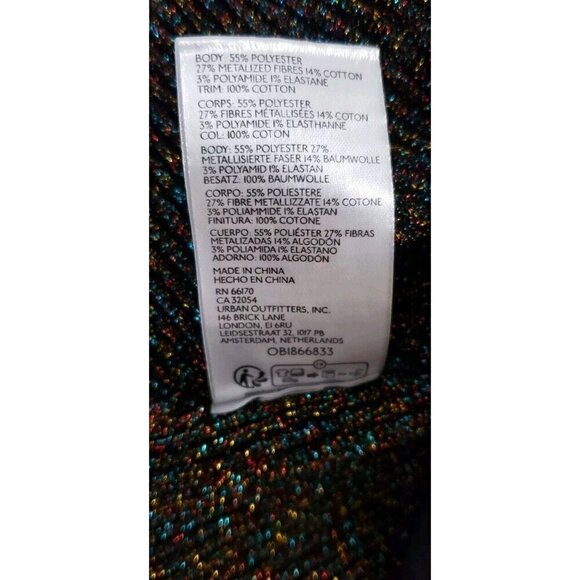 BODY: 55% POLYESTER
27% METALIZED FIBRES 14% COTTON
3% POLYAMIDE 1% ELASTANE
TRIM: 100% COTTON
CORPS: 55% POLYESTER
27% FIBRES MÉTALLISÉES 14% COTON
3% POLYAMIDE 1% ELASTHANNE
COL: 100% COTON
BODY: 55% POLYESTER 27%
METALLISIERTE FASER 14% BAUMWOLLE
3% POLYAMID 1% ELASTAN
BESATZ: 100% BAUMWOLLE
CORPO: 55% POLIESTERE
27% FIBRE METALLIZZATE 14% COTONE
3% POLIAMMIDE 1% ELASTAN
FINITURA: 100% COTONE
CUERPO: 55% POLIÉSTER 27% FIBRAS
METALIZADAS 14% ALGODÓN
3% POLIAMIDA 1% ELASTANO
ADORNO: 100% ALGODÓN
MADE IN CHINA
HECHO EN CHINA
RN 66170
CA 32054
URBAN OUTFITTERS, INC.
146 BRICK LANE
LONDON, E1 6RU
LEIDSESTRAAT 32, 1017 PB
AMSTERDAM, NETHERLANDS
OB1866833